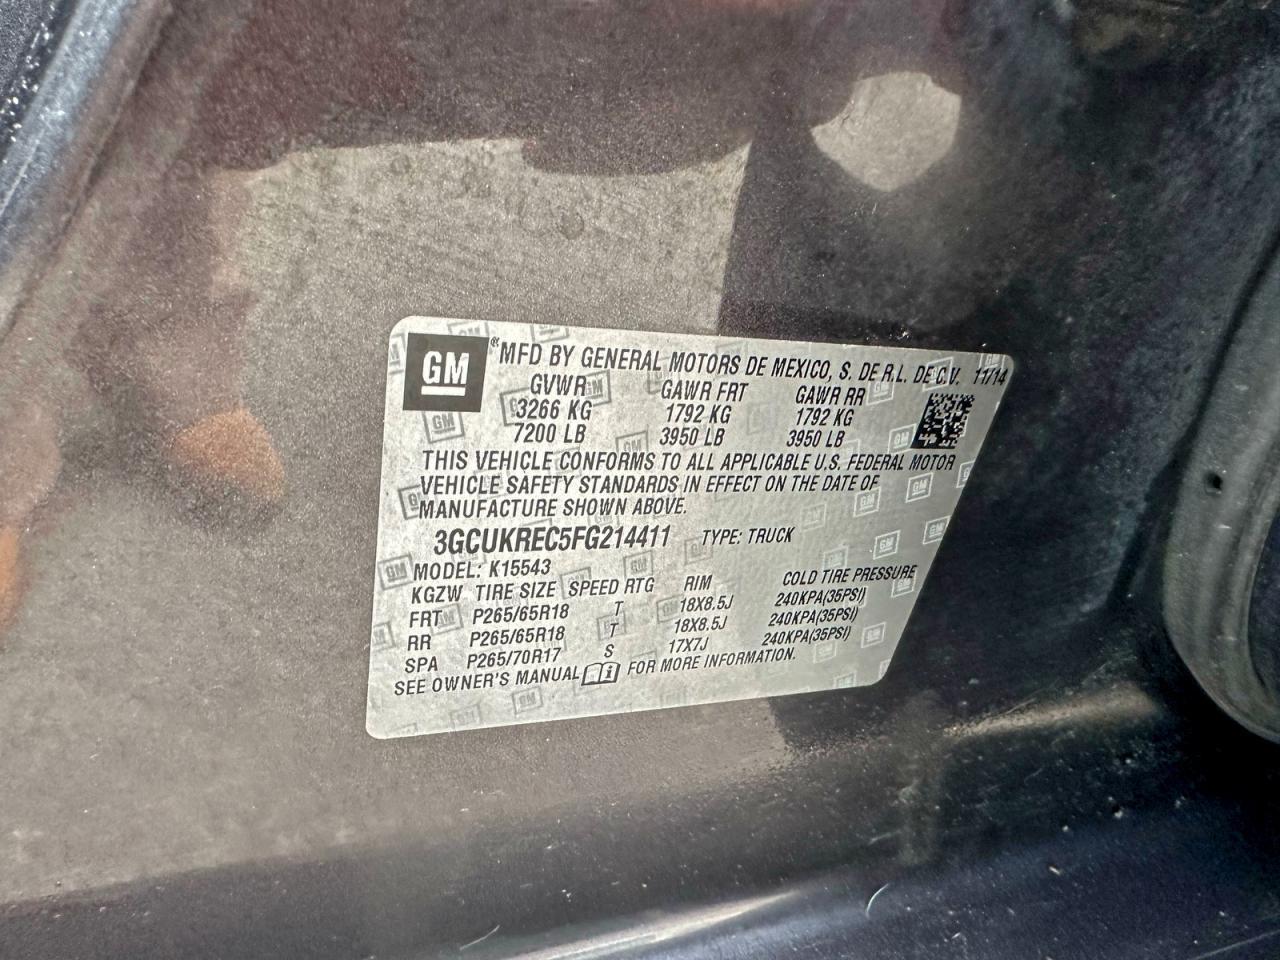 GM ® MFD BY GENERAL MOTORS DE MEXICO, S. DE R.L. DE C.V. 11/14
GVWR GAWR FRT GAWR RR
3266 KG 1792 KG 1792 KG
7200 LB 3950 LB 3950 LB
THIS VEHICLE CONFORMS TO ALL APPLICABLE U.S. FEDERAL MOTOR
VEHICLE SAFETY STANDARDS IN EFFECT ON THE DATE OF
MANUFACTURE SHOWN ABOVE.
3GCUKREC5FG214411 TYPE: TRUCK
MODEL: K15543
KGZW TIRE SIZE SPEED RTG RIM COLD TIRE PRESSURE
FRT P265/65R18 T 18X8.5J 240KPA(35PSI)
RR P265/65R18 T 18X8.5J 240KPA(35PSI)
SPA P265/70R17 S 17X7J 240KPA(35PSI)
SEE OWNER'S MANUAL FOR MORE INFORMATION.